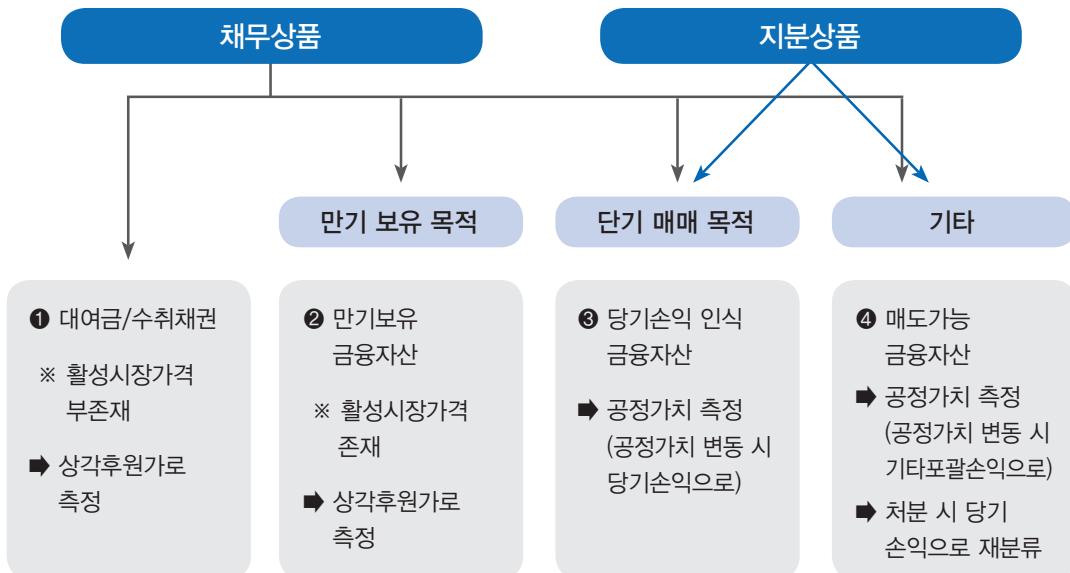 채무상품
지분상품
만기 보유 목적
단기 매매 목적
기타
❶ 대여금/수취채권
※ 활성시장가격
부존재
➡ 상각후원가로
측정
❷ 만기보유
금융자산
※ 활성시장가격
존재
➡ 상각후원가로
측정
❸ 당기손익 인식
금융자산
➡ 공정가치 측정
(공정가치 변동 시
당기손익으로)
❹ 매도가능
금융자산
➡ 공정가치 측정
(공정가치 변동 시
기타포괄손익으로)
➡ 처분 시 당기
손익으로 재분류